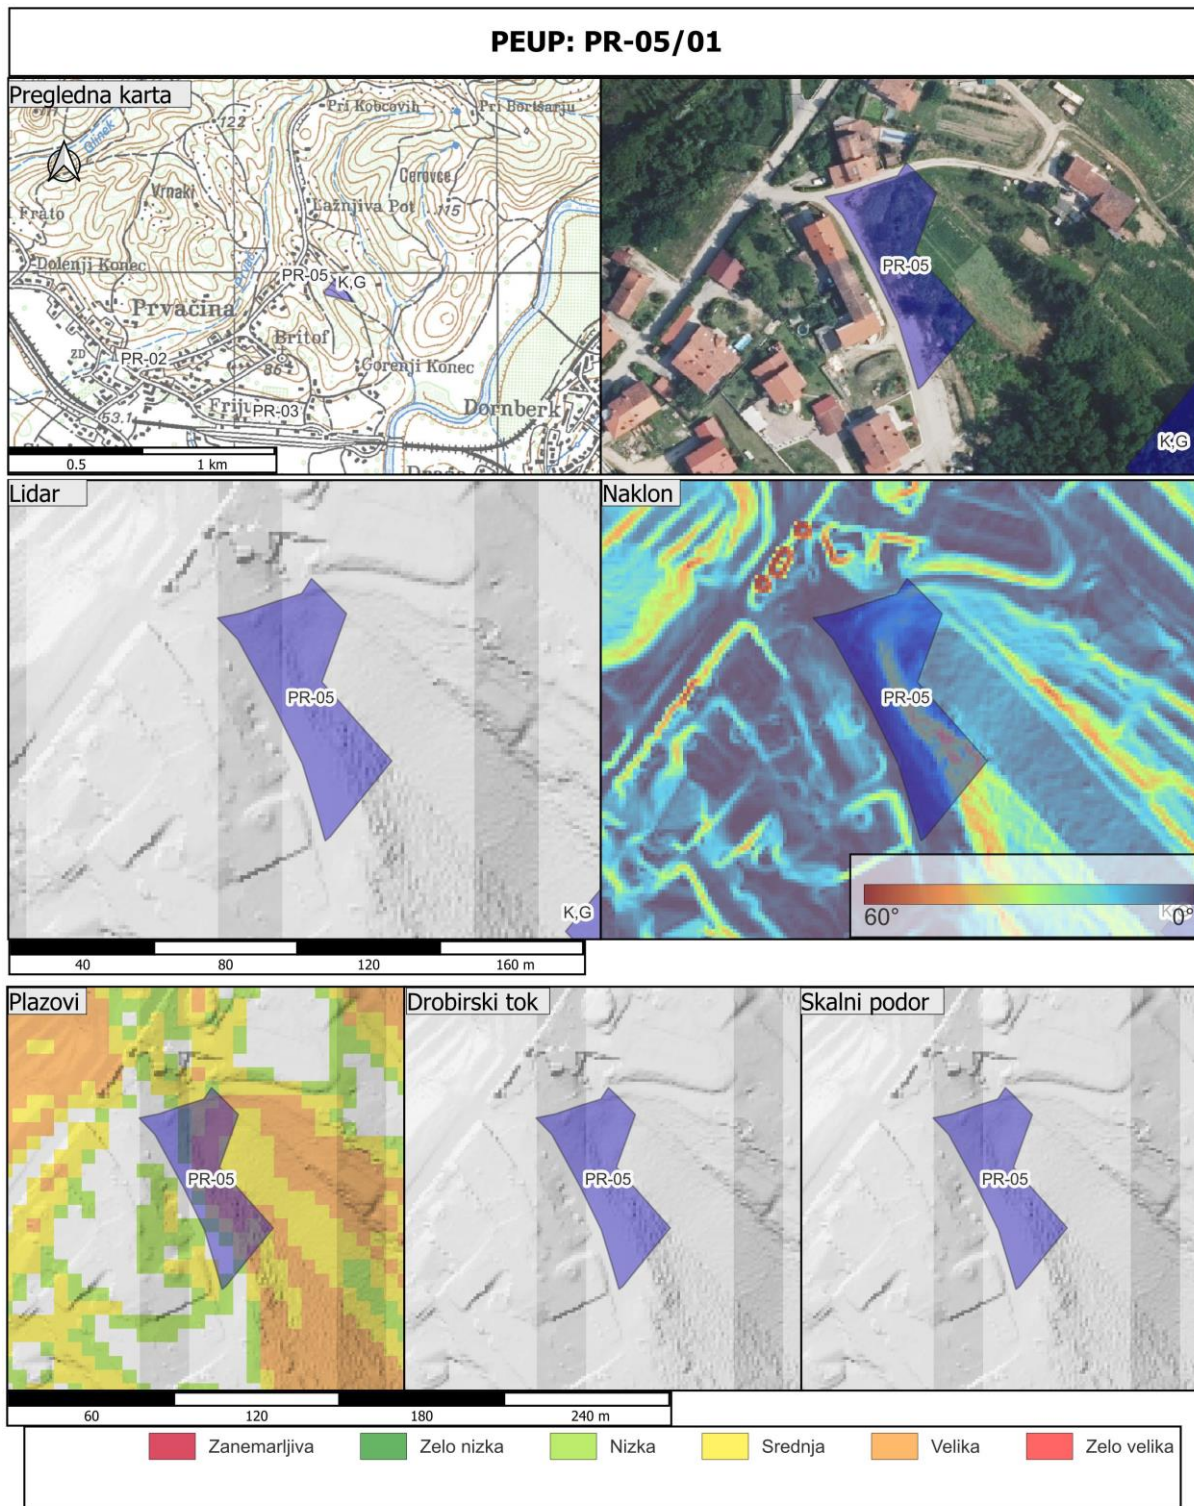 PEUP: PR-05/01
Pregledna karta
Pri Kobcovih
Pri Bortšarju
122
Vrnaki
Cerovce
Frato
Lažnjiva Pot
115
Dolenji Konec
PR-05
K,G
Prvačina
Britof
ZD
PR-02
86
Gorenji Konec
53.1
PR-03
Dornberk
0.5
1 km
PR-05
K,G
Lidar
Naklon
PR-05
PR-05
K,G
60°
0°
40
80
120
160 m
Plazovi
Drobirski tok
Skalni podor
PR-05
PR-05
PR-05
60
120
180
240 m
Zanemarljiva
Zelo nizka
Nizka
Srednja
Velika
Zelo velika